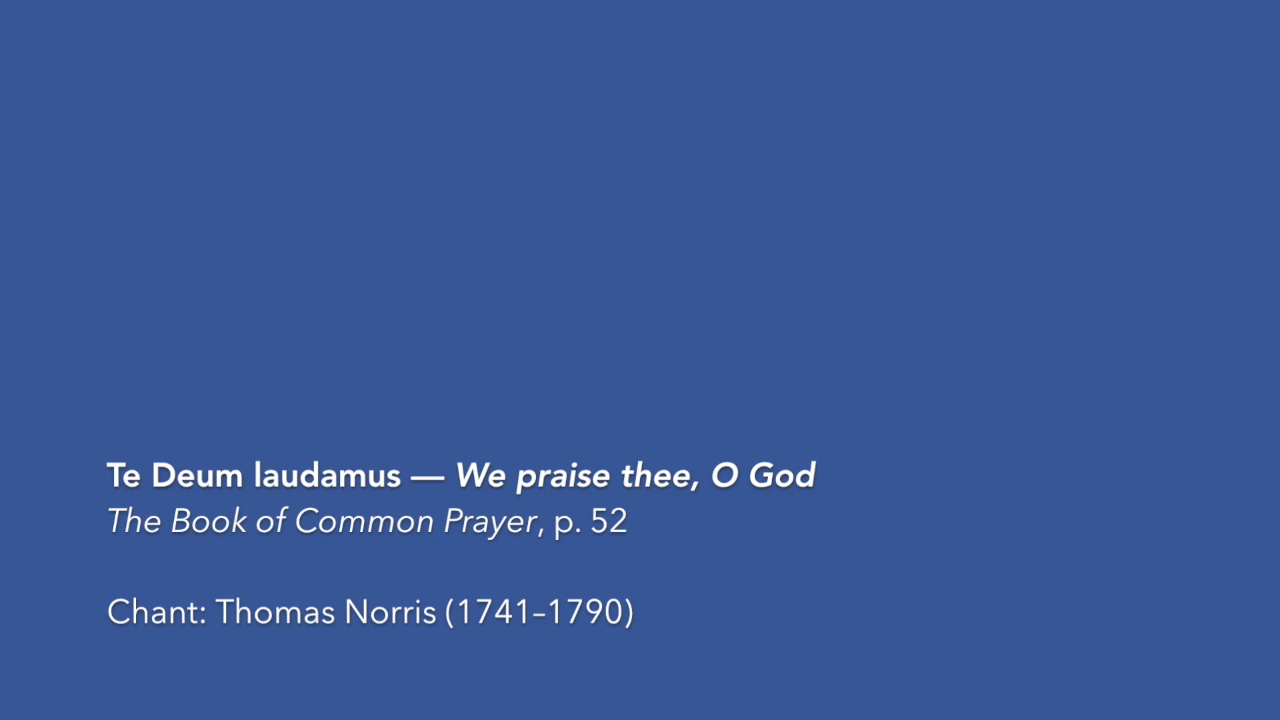 Te Deum laudamus — We praise thee, O God
The Book of Common Prayer, p. 52
Chant: Thomas Norris (1741–1790)